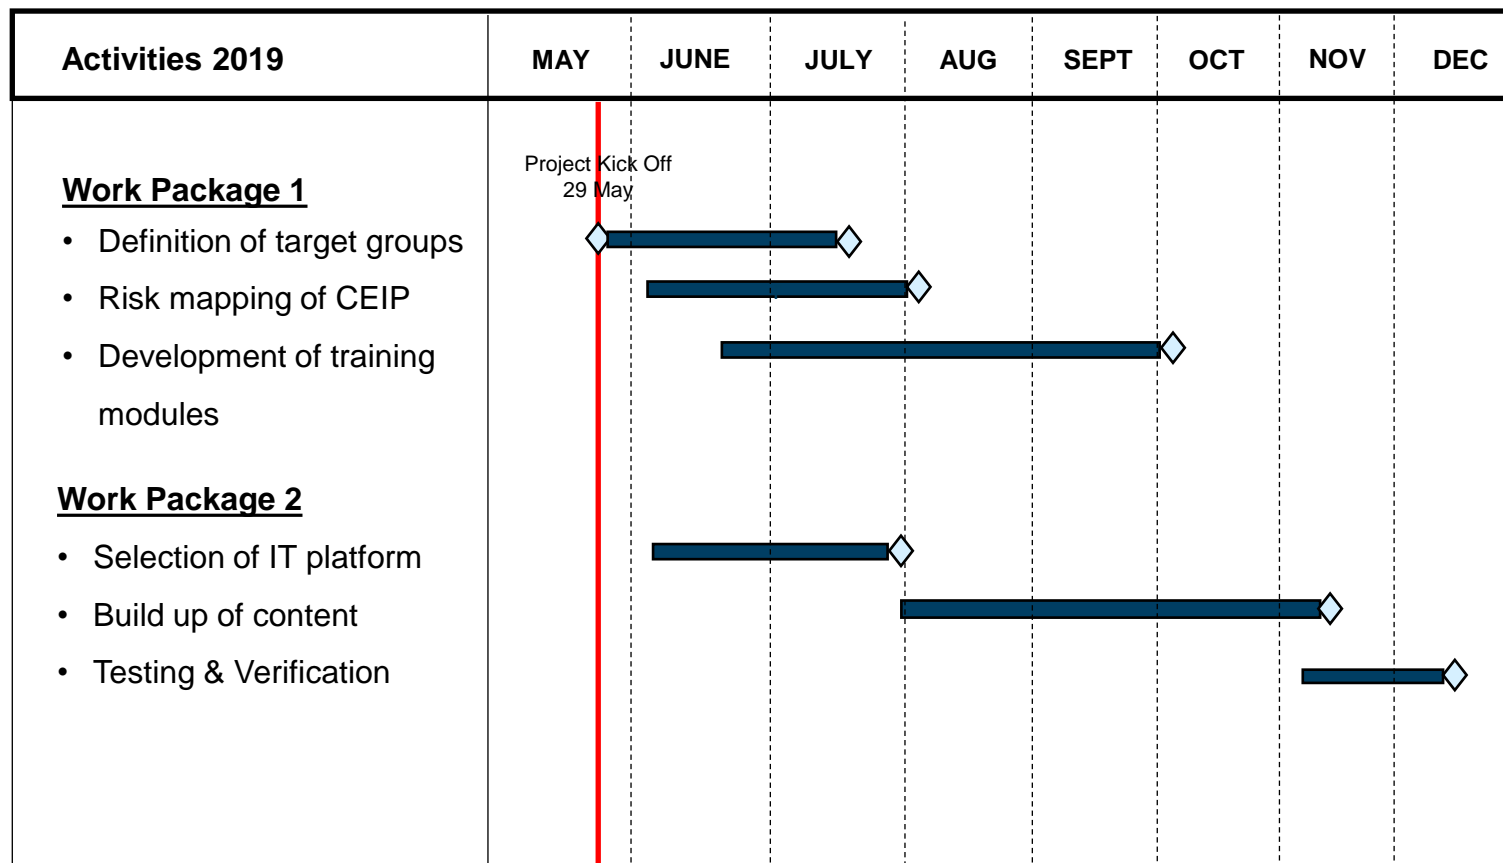 Activities 2019 MAY JUNE JULY AUG SEPT OCT NOV DEC
Project Kick Off
29 May
Work Package 1
• Definition of target groups
• Risk mapping of CEIP
• Development of training
modules
Work Package 2
• Selection of IT platform
• Build up of content
• Testing & Verification